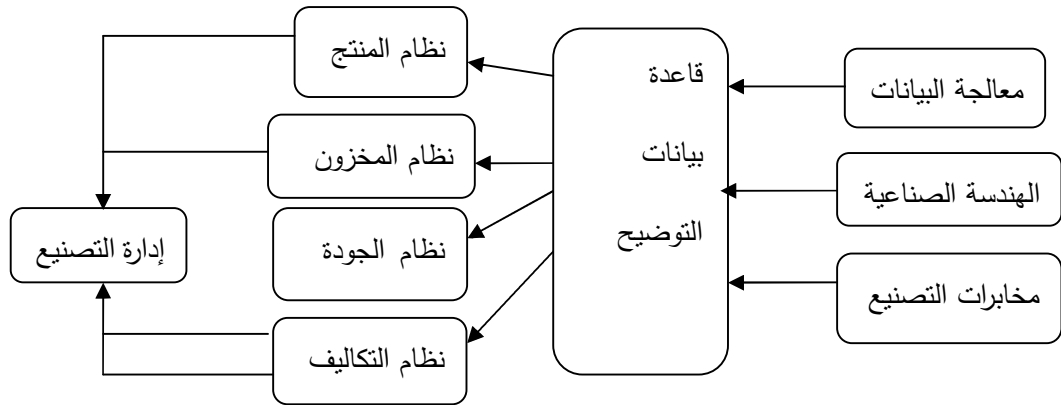 معالجة البيانات
الهندسة الصناعية
مخابرات التصنيع
قاعدة
بيانات
التوضيح
نظام المنتج
نظام المخزون
نظام الجودة
نظام التكاليف
إدارة التصنيع